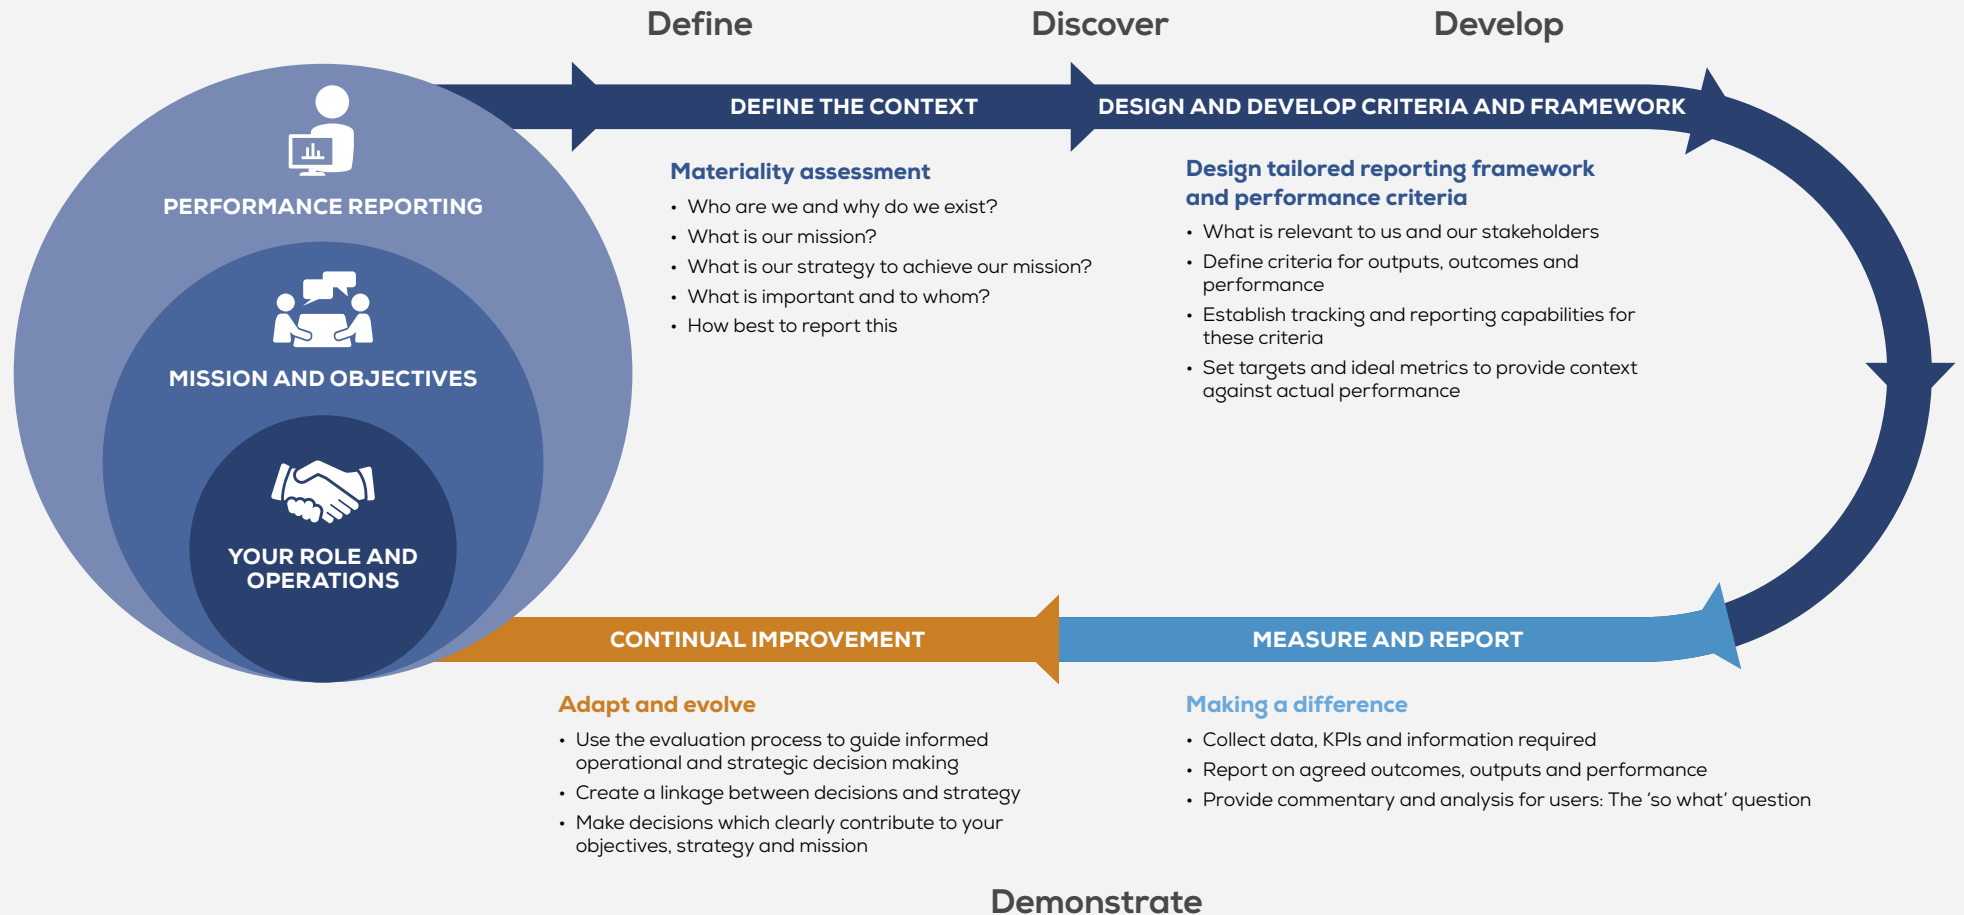 Define
Discover
Develop
PERFORMANCE REPORTING
MISSION AND OBJECTIVES
YOUR ROLE AND
OPERATIONS
DEFINE THE CONTEXT
Materiality assessment
• Who are we and why do we exist?
• What is our mission?
• What is our strategy to achieve our mission?
• What is important and to whom?
• How best to report this
DESIGN AND DEVELOP CRITERIA AND FRAMEWORK
Design tailored reporting framework
and performance criteria
• What is relevant to us and our stakeholders
• Define criteria for outputs, outcomes and
performance
• Establish tracking and reporting capabilities for
these criteria
• Set targets and ideal metrics to provide context
against actual performance
CONTINUAL IMPROVEMENT
Adapt and evolve
• Use the evaluation process to guide informed
operational and strategic decision making
• Create a linkage between decisions and strategy
• Make decisions which clearly contribute to your
objectives, strategy and mission
MEASURE AND REPORT
Making a difference
• Collect data, KPIs and information required
• Report on agreed outcomes, outputs and performance
• Provide commentary and analysis for users: The ‘so what’ question
Demonstrate